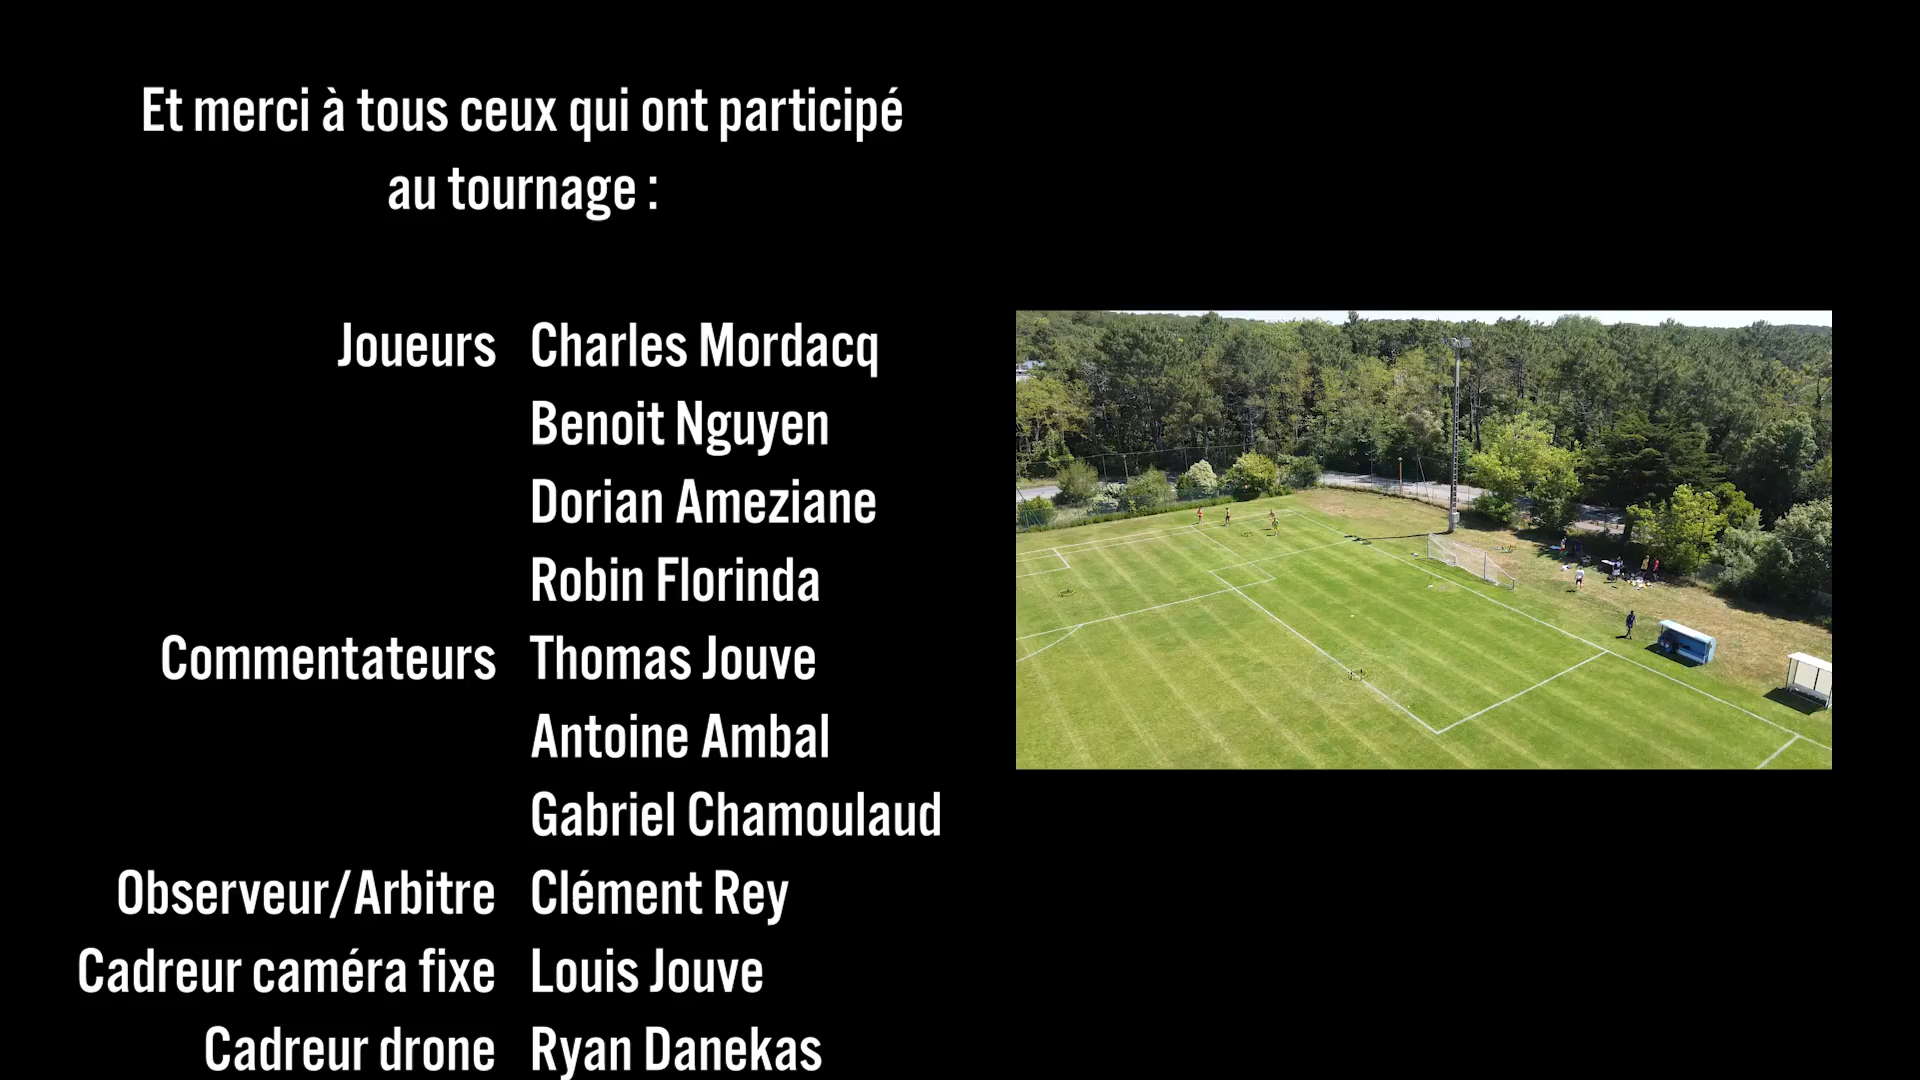 Et merci à tous ceux qui ont participé
au tournage :
Joueurs Charles Mordacq
Benoit Nguyen
Dorian Ameziane
Robin Florinda
Commentateurs Thomas Jouve
Antoine Ambal
Gabriel Chamoulaud
Observeur/Arbitre Clément Rey
Cadreur caméra fixe Louis Jouve
Cadreur drone Ryan Danekas